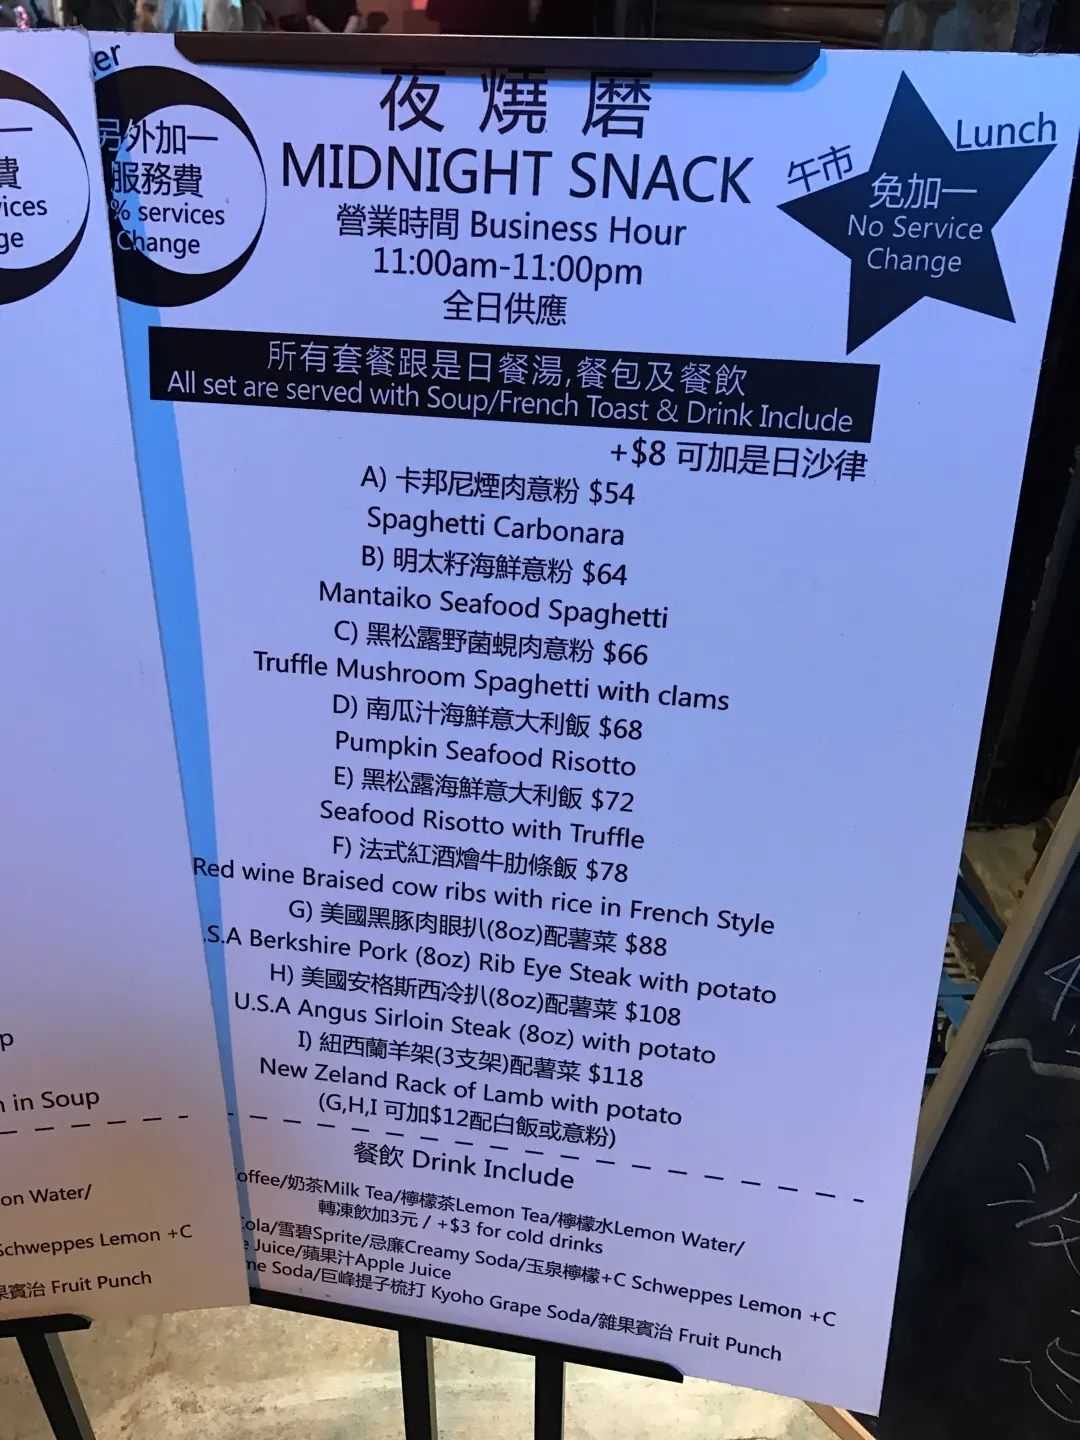 er
另外加一
服務費
% services
Change
夜燒磨
MIDNIGHT SNACK
營業時間 Business Hour
11:00am-11:00pm
全日供應
午市
Lunch
免加一
No Service
Change
所有套餐跟是日餐湯,餐包及餐飲
All set are served with Soup/French Toast & Drink Include
+$8 可加是日沙律
A) 卡邦尼煙肉意粉 $54
Spaghetti Carbonara
B) 明太籽海鮮意粉 $64
Mantaiko Seafood Spaghetti
C) 黑松露野菌蜆肉意粉 $66
Truffle Mushroom Spaghetti with clams
D) 南瓜汁海鮮意大利飯 $68
Pumpkin Seafood Risotto
E) 黑松露海鮮意大利飯 $72
Seafood Risotto with Truffle
F) 法式紅酒燴牛肋條飯 $78
Red wine Braised cow ribs with rice in French Style
G) 美國黑豚肉眼扒(8oz)配薯菜 $88
.S.A Berkshire Pork (8oz) Rib Eye Steak with potato
H) 美國安格斯西冷扒(8oz)配薯菜 $108
U.S.A Angus Sirloin Steak (8oz) with potato
I) 紐西蘭羊架(3支架)配薯菜 $118
New Zeland Rack of Lamb with potato
(G,H,I 可加$12配白飯或意粉)
餐飲 Drink Include
offee/奶茶Milk Tea/檸檬茶Lemon Tea/檸檬水Lemon Water/
轉凍飲加3元 / +$3 for cold drinks
ola/雪碧Sprite/忌廉Creamy Soda/玉泉檸檬+C Schweppes Lemon +C
e Juice/蘋果汁Apple Juice
me Soda/巨峰提子梳打 Kyoho Grape Soda/雜果賓治 Fruit Punch
一
費
vices
ge
p
n in Soup
on Water/
Schweppes Lemon +C
果賓治 Fruit Punch